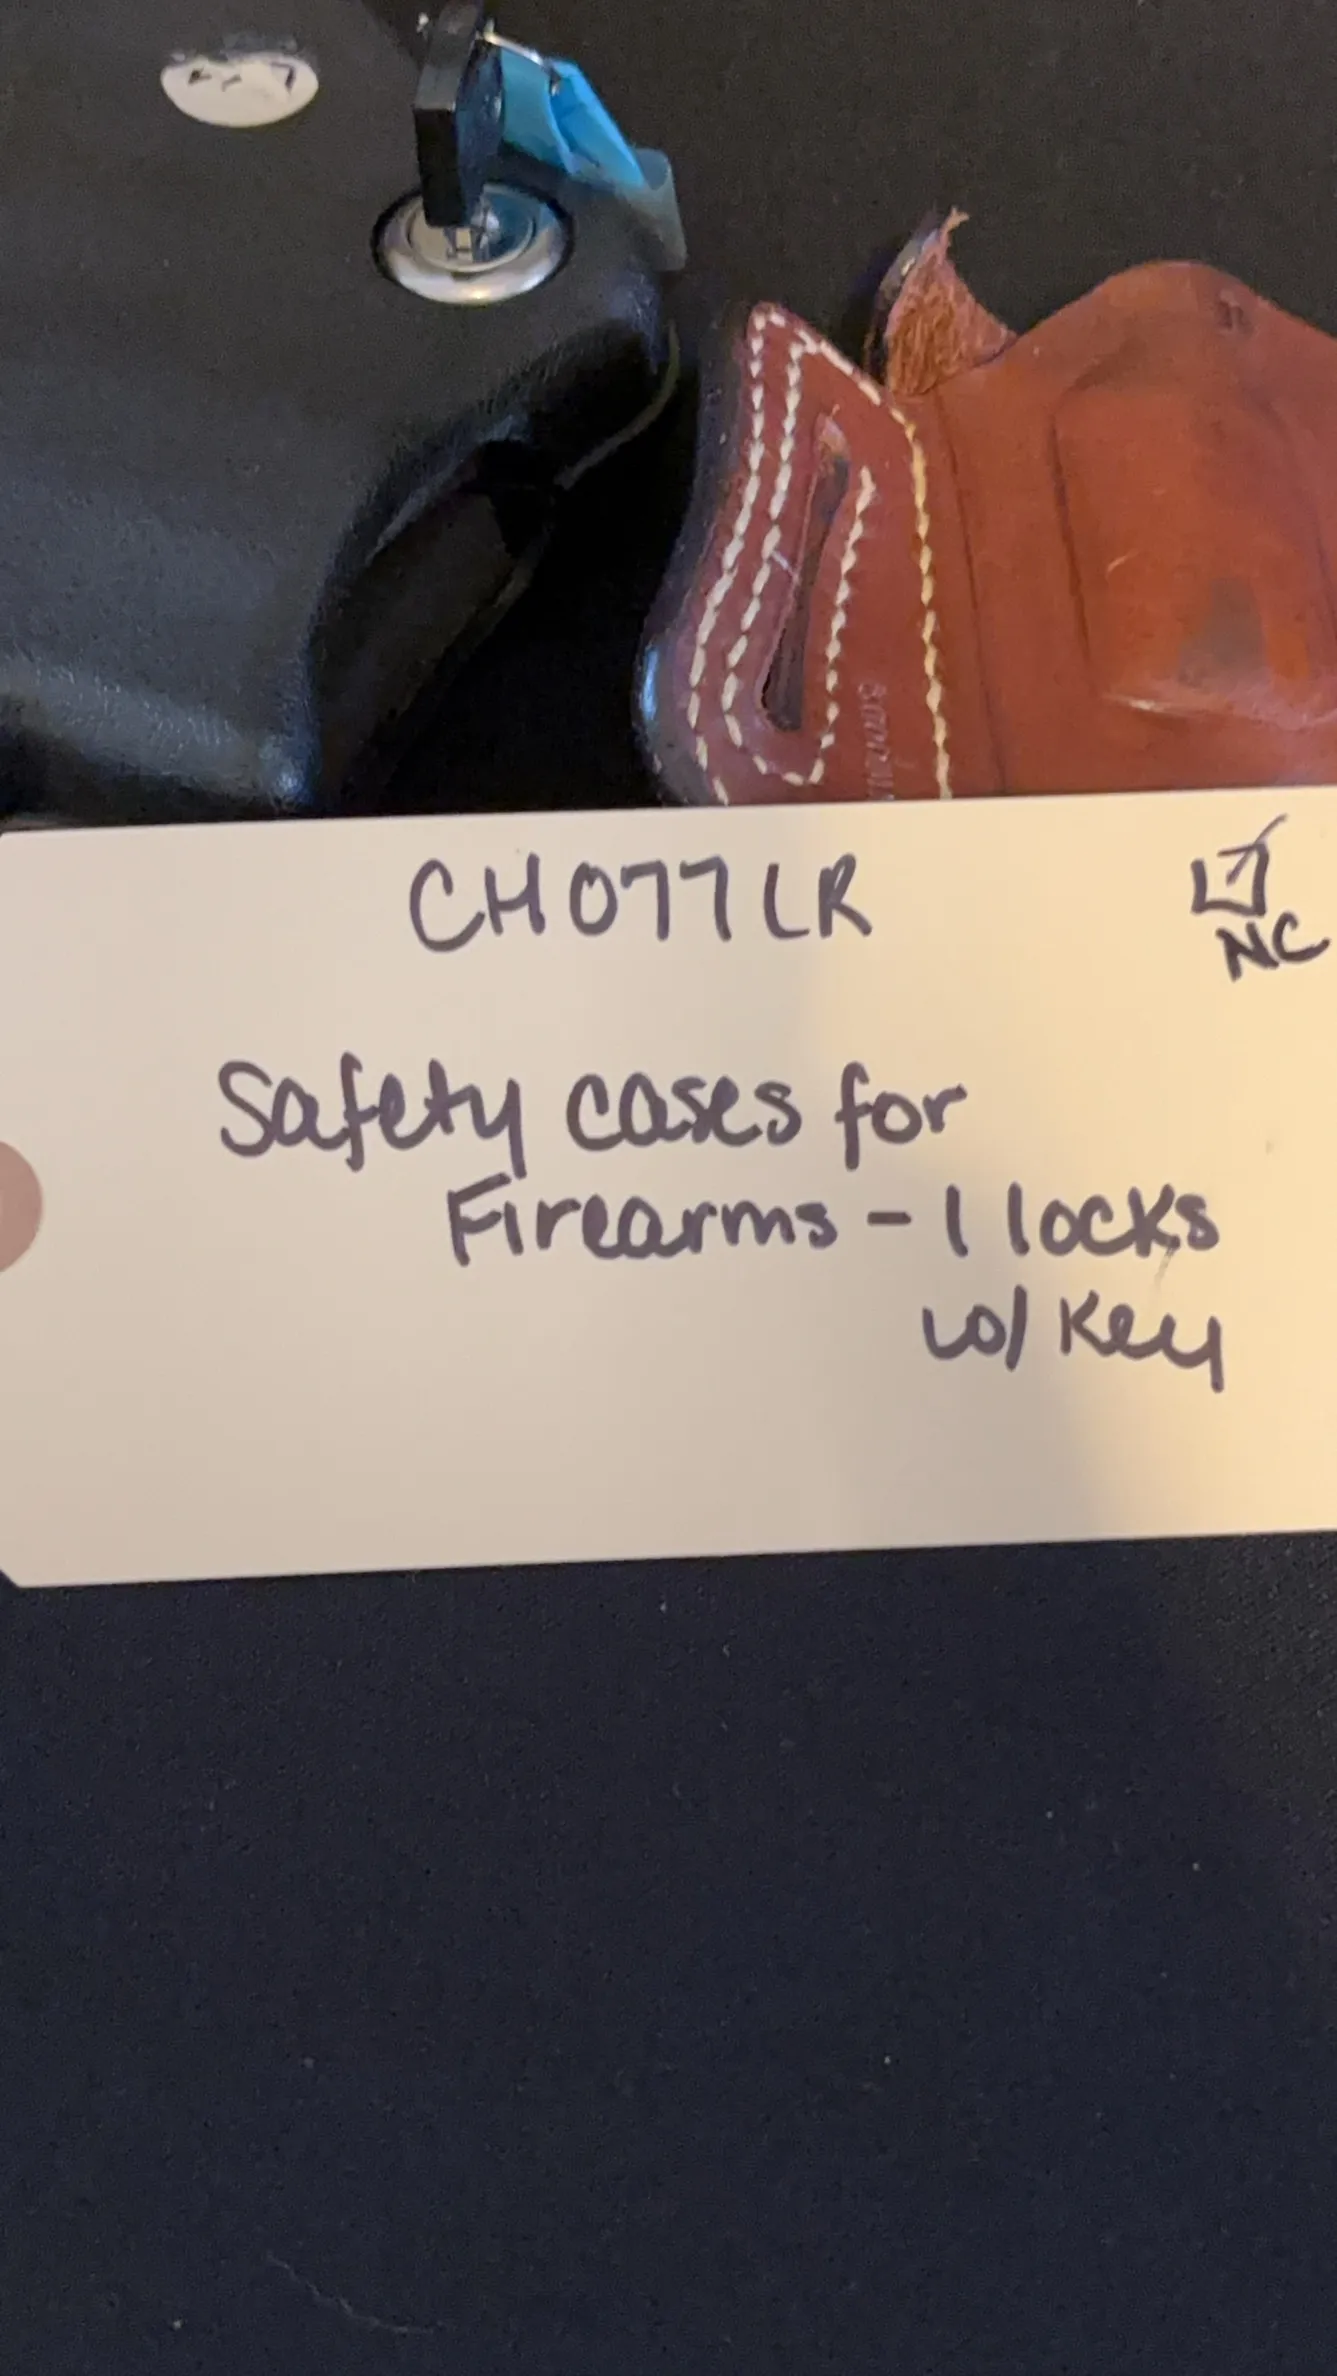 CH077LR
NC
Safety cases for
Firearms - 1 locks
w/ Key